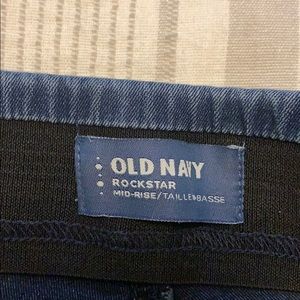 OLD NAVY
ROCKSTAR
MID-RISE/TAILLE BASSE